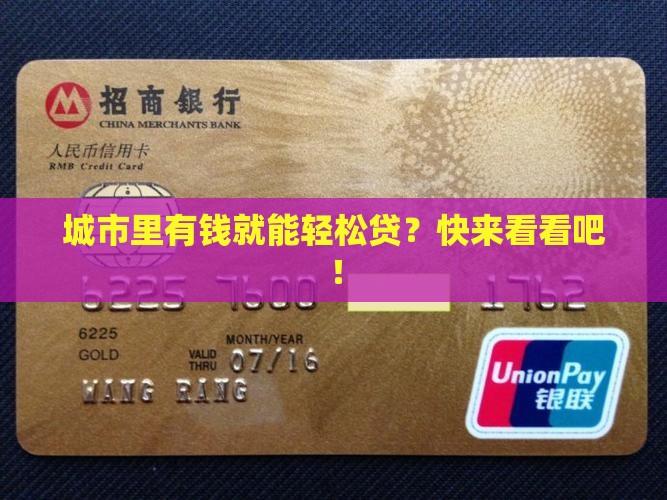 招商银行
CHINA MERCHANTS BANK
人民币信用卡
RMB Credit Card
城市里有钱就能轻松贷？快来看看吧
！
6225 7600 1762
6225
GOLD
MONTH/YEAR
VALID
THRU
07/16
WANG RANG
UnionPay
银联